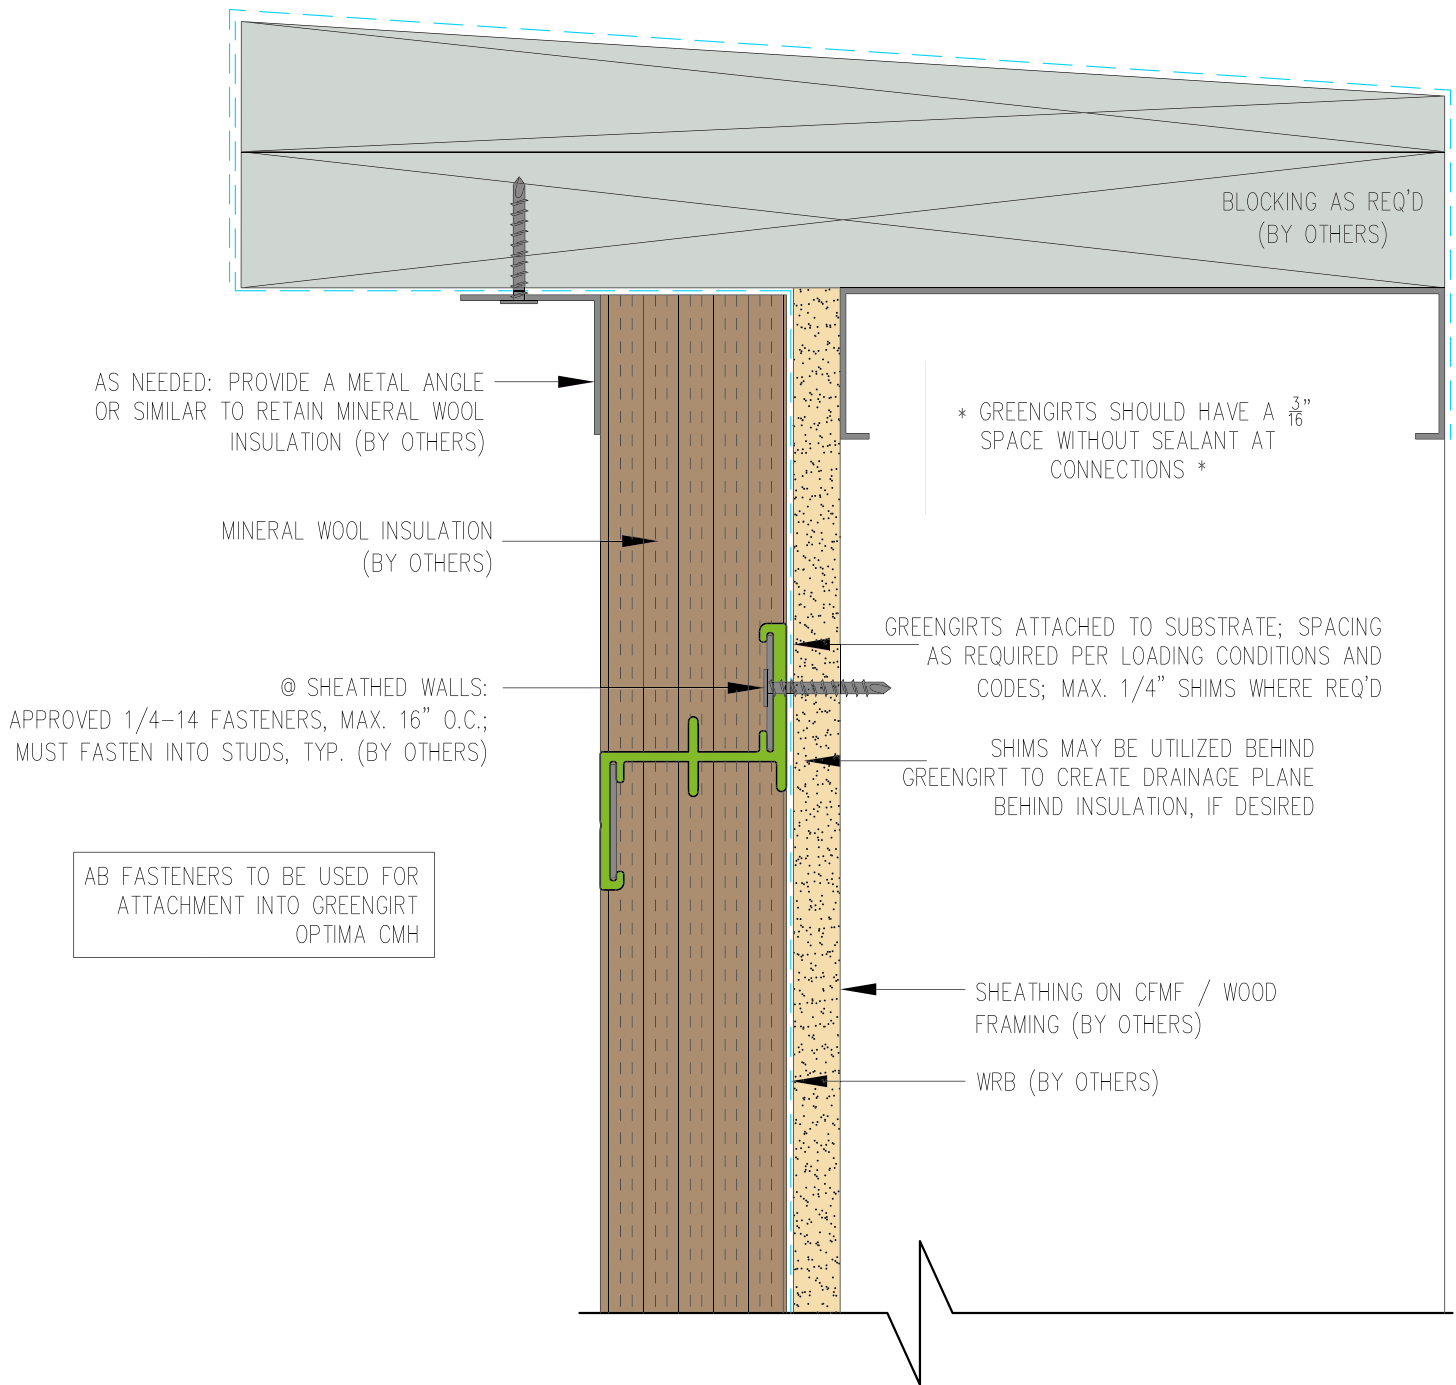 BLOCKING AS REQ'D
(BY OTHERS)
AS NEEDED: PROVIDE A METAL ANGLE
OR SIMILAR TO RETAIN MINERAL WOOL
INSULATION (BY OTHERS)
* GREENGIRTS SHOULD HAVE A 3/16"
SPACE WITHOUT SEALANT AT
CONNECTIONS *
MINERAL WOOL INSULATION
(BY OTHERS)
GREENGIRTS ATTACHED TO SUBSTRATE; SPACING
AS REQUIRED PER LOADING CONDITIONS AND
CODES; MAX. 1/4" SHIMS WHERE REQ'D
@ SHEATHED WALLS:
APPROVED 1/4-14 FASTENERS, MAX. 16" O.C.;
MUST FASTEN INTO STUDS, TYP. (BY OTHERS)
SHIMS MAY BE UTILIZED BEHIND
GREENGIRT TO CREATE DRAINAGE PLANE
BEHIND INSULATION, IF DESIRED
AB FASTENERS TO BE USED FOR
ATTACHMENT INTO GREENGIRT
OPTIMA CMH
SHEATHING ON CFMF / WOOD
FRAMING (BY OTHERS)
WRB (BY OTHERS)